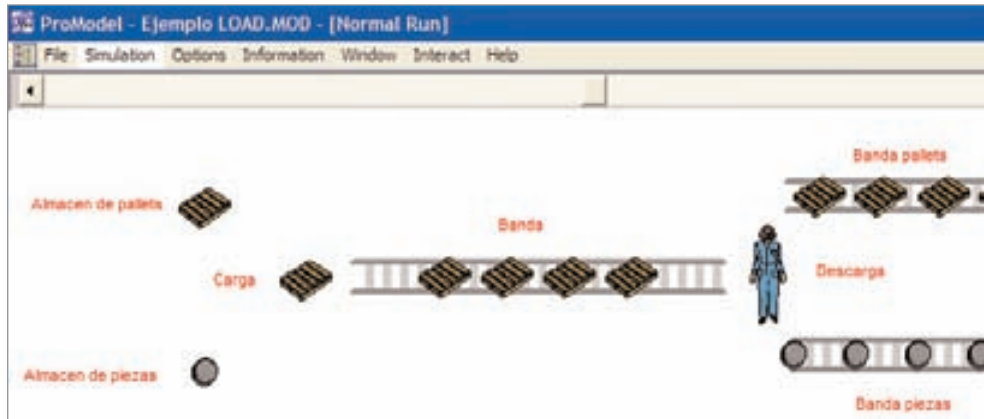 ProModel - Ejemplo LOAD.MOD - [Normal Run]
File Simulation Options Information Window Interact Help
Banda pallets
Almacen de pallets
Banda
Carga
Descarga
Almacen de piezas
Banda piezas